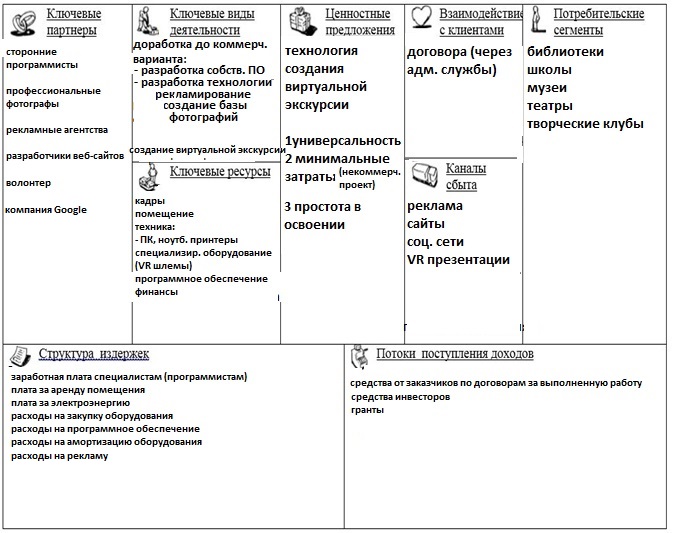 Ключевые
партнеры
сторонние
программисты
профессиональные
фотографы
рекламные агентства
разработчики веб-сайтов
волонтер
компания Google
Ключевые виды
деятельности
доработка до коммерч.
варианта:
- разработка собств. ПО
- разработка технологии
рекламирование
создание базы
фотографий
создание виртуальной экскурсии
Ключевые ресурсы
кадры
помещение
техника:
- ПК, ноутб. принтеры
специализир. оборудование
(VR шлемы)
программное обеспечение
финансы
Ценностные
предложения
технология
создания
виртуальной
экскурсии
1универсальность
2 минимальные
затраты (некоммерч.
проект)
3 простота в
освоении
Взаимодействие
с клиентами
договора (через
адм. службы)
Каналы
сбыта
реклама
сайты
соц. сети
VR презентации
Потребительские
сегменты
библиотеки
школы
музеи
театры
творческие клубы
Структура издержек
заработная плата специалистам (программистам)
плата за аренду помещения
плата за электроэнергию
расходы на закупку оборудования
расходы на программное обеспечение
расходы на амортизацию оборудования
расходы на рекламу
Потоки поступления доходов
средства от заказчиков по договорам за выполненную работу
средства инвесторов
гранты